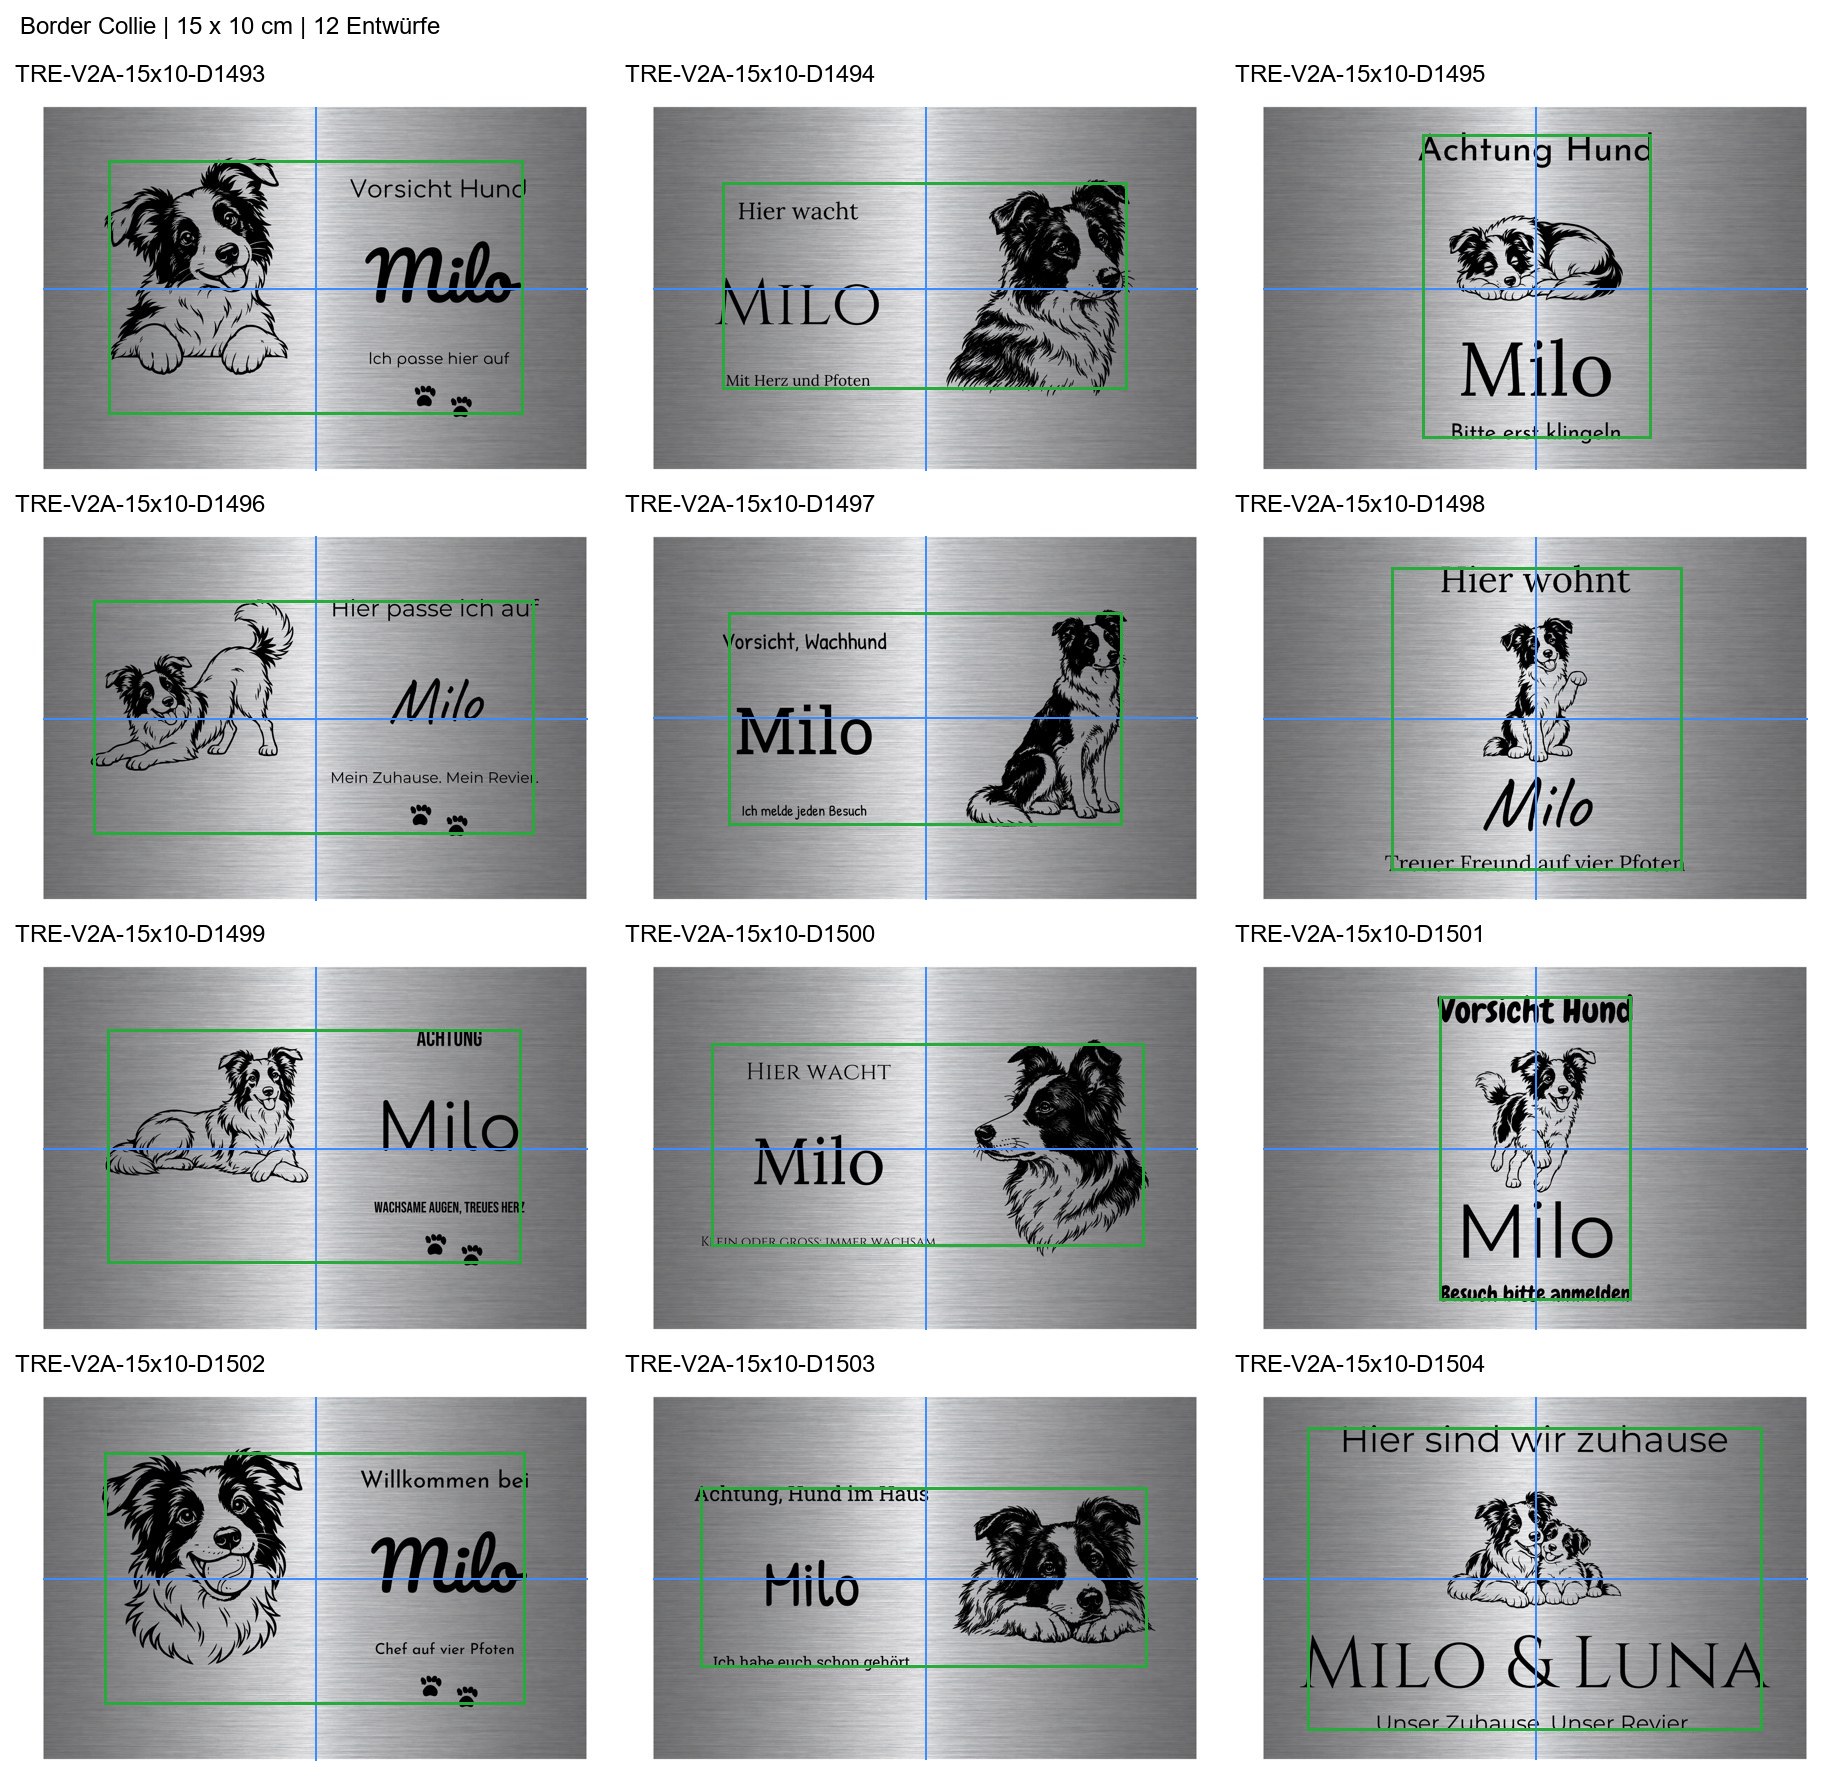 Border Collie | 15 x 10 cm | 12 Entwürfe
TRE-V2A-15x10-D1493
Vorsicht Hund
Milo
Ich passe hier auf
TRE-V2A-15x10-D1494
Hier wacht
MILO
Mit Herz und Pfoten
TRE-V2A-15x10-D1495
Achtung Hund
Milo
Bitte erst klingeln
TRE-V2A-15x10-D1496
Hier passe ich auf
Milo
Mein Zuhause. Mein Revier.
TRE-V2A-15x10-D1497
Vorsicht, Wachhund
Milo
Ich melde jeden Besuch
TRE-V2A-15x10-D1498
Hier wohnt
Milo
Treuer Freund auf vier Pfoten
TRE-V2A-15x10-D1499
ACHTUNG
Milo
WACHSAME AUGEN, TREUES HERZ
TRE-V2A-15x10-D1500
HIER WACHT
Milo
KLEIN ODER GROSS: IMMER WACHSAM
TRE-V2A-15x10-D1501
Vorsicht Hund
Milo
Besuch bitte anmelden
TRE-V2A-15x10-D1502
Willkommen bei
Milo
Chef auf vier Pfoten
TRE-V2A-15x10-D1503
Achtung, Hund im Haus
Milo
Ich habe euch schon gehört
TRE-V2A-15x10-D1504
Hier sind wir zuhause
MILO & LUNA
Unser Zuhause. Unser Revier.